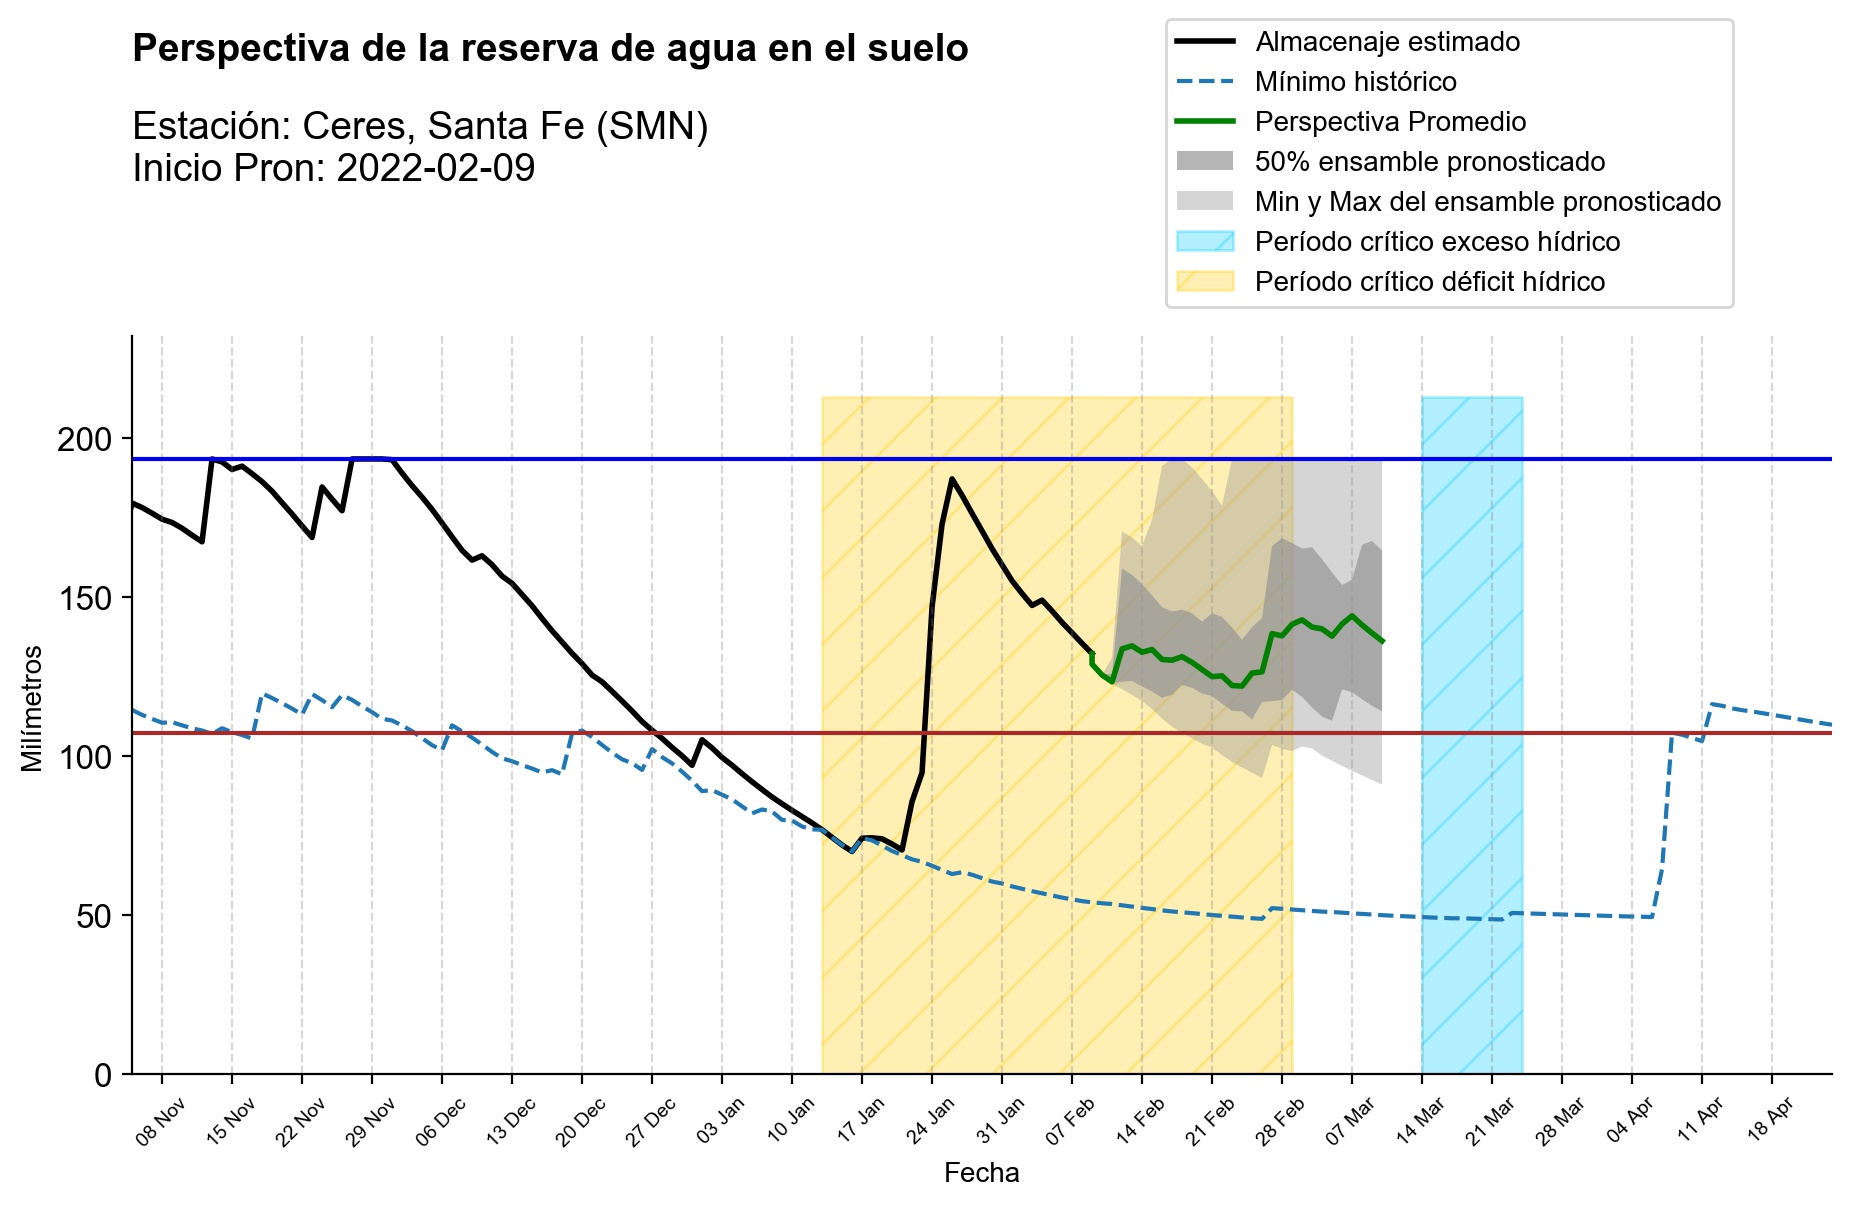 Perspectiva de la reserva de agua en el suelo
Estación: Ceres, Santa Fe (SMN)
Inicio Pron: 2022-02-09
Almacenaje estimado
Mínimo histórico
Perspectiva Promedio
50% ensamble pronosticado
Min y Max del ensamble pronosticado
Período crítico exceso hídrico
Período crítico déficit hídrico
Milímetros
200
150
100
50
0
08 Nov
15 Nov
22 Nov
29 Nov
06 Dec
13 Dec
20 Dec
27 Dec
03 Jan
10 Jan
17 Jan
24 Jan
31 Jan
07 Feb
14 Feb
21 Feb
28 Feb
07 Mar
14 Mar
21 Mar
28 Mar
04 Apr
11 Apr
18 Apr
Fecha